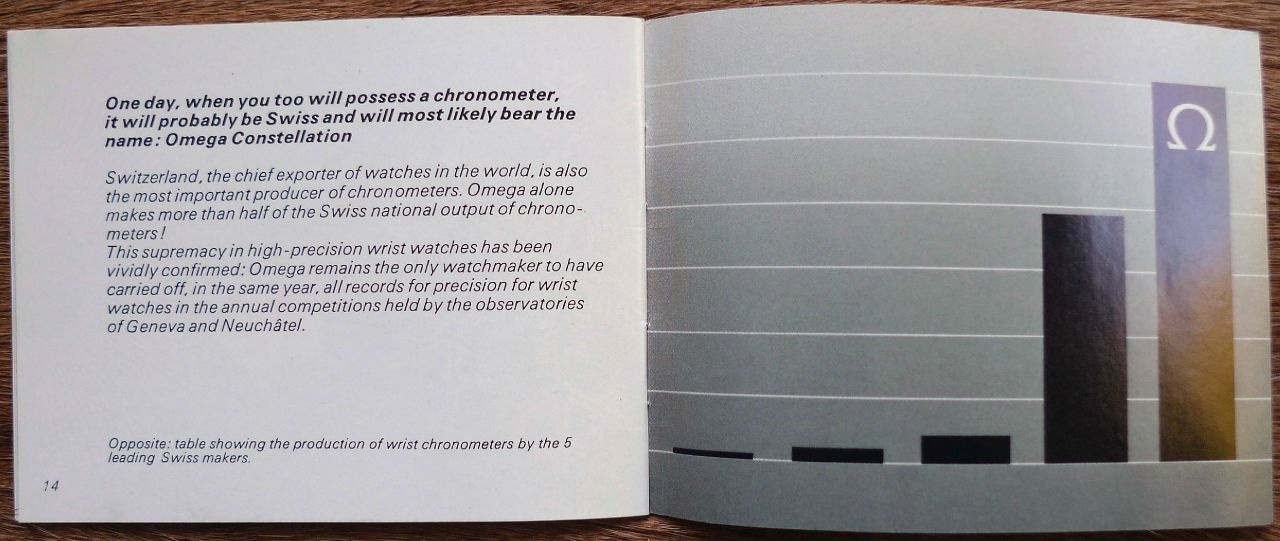 One day, when you too will possess a chronometer,
it will probably be Swiss and will most likely bear the
name: Omega Constellation
Switzerland, the chief exporter of watches in the world, is also
the most important producer of chronometers. Omega alone
makes more than half of the Swiss national output of chrono-
meters!
This supremacy in high-precision wrist watches has been
vividly confirmed: Omega remains the only watchmaker to have
carried off, in the same year, all records for precision for wrist
watches in the annual competitions held by the observatories
of Geneva and Neuchâtel.
Opposite: table showing the production of wrist chronometers by the 5
leading Swiss makers.
14
Ω